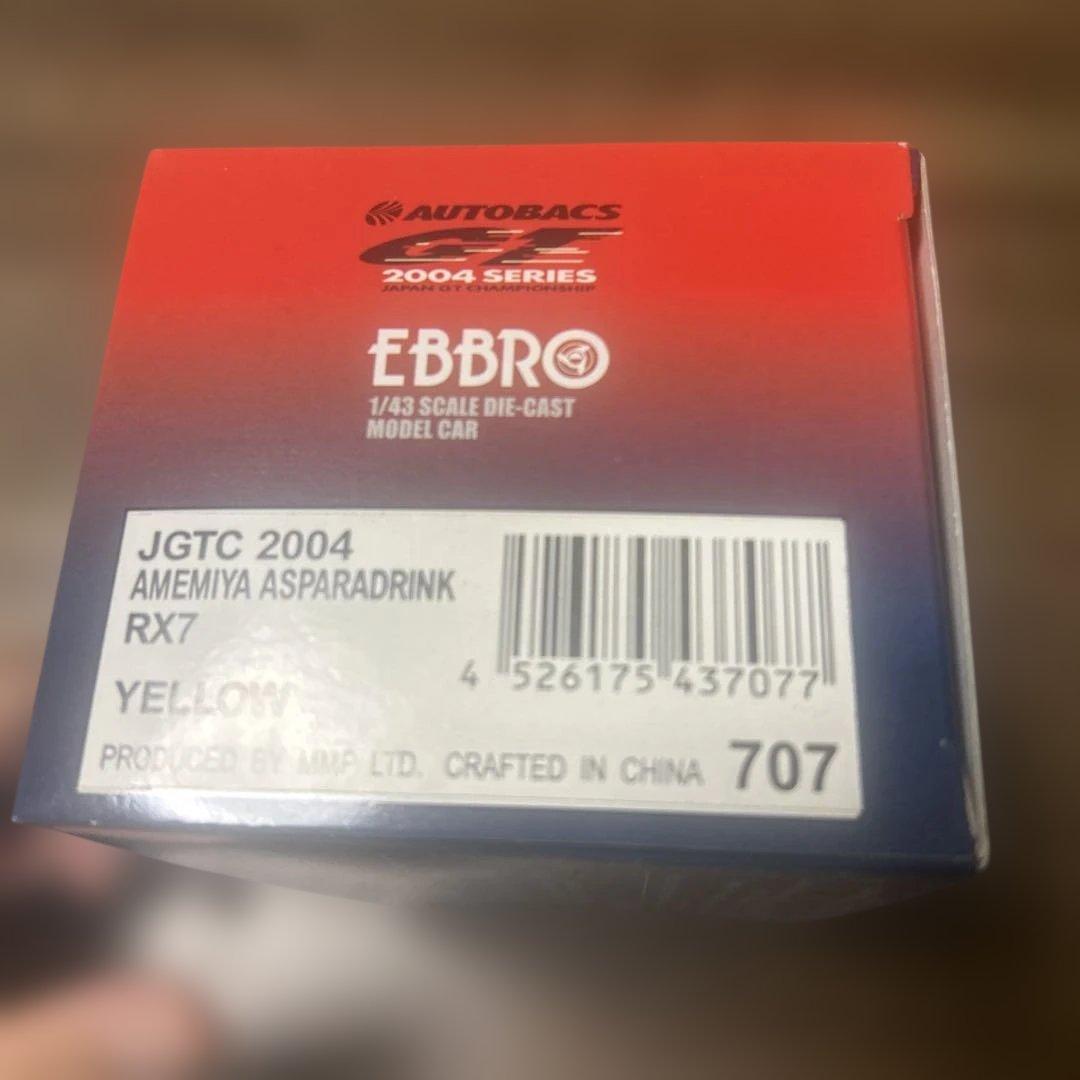 AUTOBACS
GT
2004 SERIES
JAPAN GT CHAMPIONSHIP
EBBRO
1/43 SCALE DIE-CAST
MODEL CAR
JGTC 2004
AMEMIYA ASPARADRINK
RX7
YELLOW
4 526175 437077
PRODUCED BY MMP LTD. CRAFTED IN CHINA 707